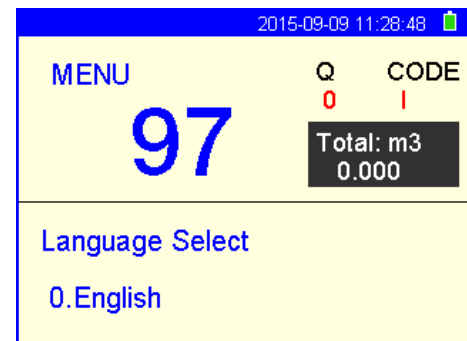 2015-09-09 11:28:48
MENU
97
Q CODE
0 I
Total: m3
0.000
Language Select
0.English